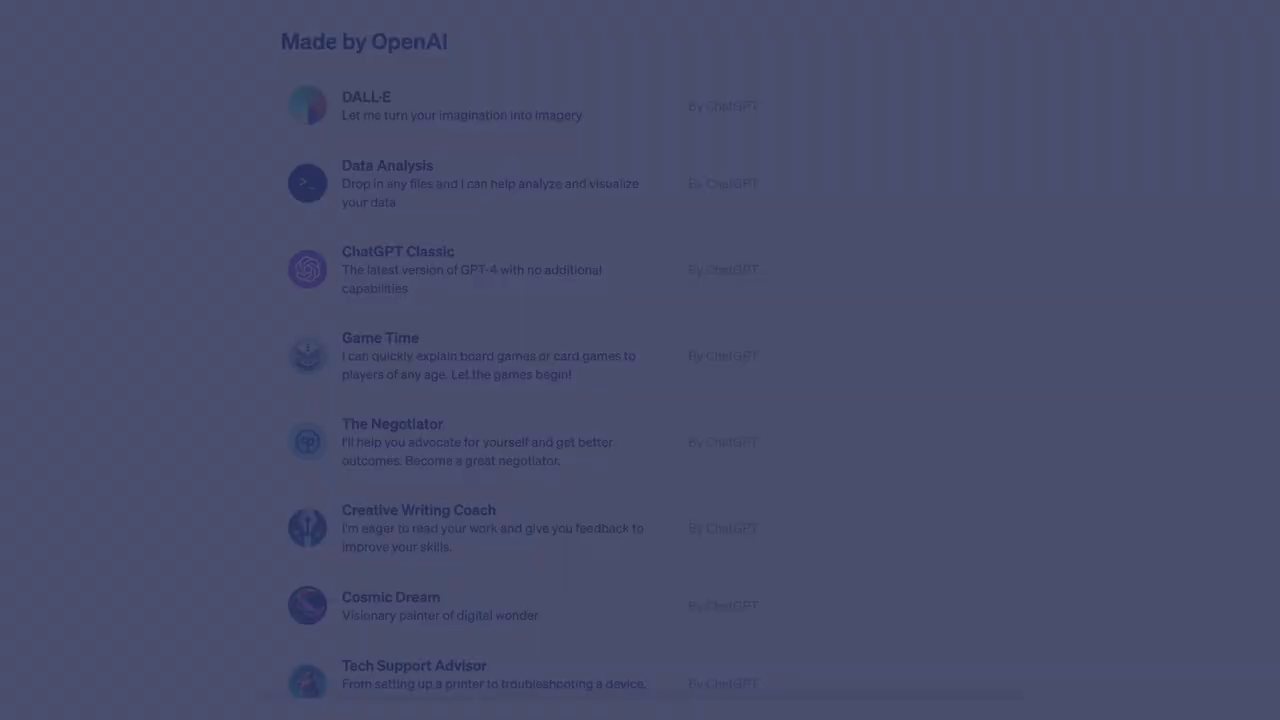 Made by OpenAI
DALL·E
Let me turn your imagination into imagery
By ChatGPT
Data Analysis
Drop in any files and I can help analyze and visualize
your data
By ChatGPT
ChatGPT Classic
The latest version of GPT-4 with no additional
capabilities
By ChatGPT
Game Time
I can quickly explain board games or card games to
players of any age. Let the games begin!
By ChatGPT
The Negotiator
I'll help you advocate for yourself and get better
outcomes. Become a great negotiator.
By ChatGPT
Creative Writing Coach
I'm eager to read your work and give you feedback to
improve your skills.
By ChatGPT
Cosmic Dream
Visionary painter of digital wonder
By ChatGPT
Tech Support Advisor
From setting up a printer to troubleshooting a device,
By ChatGPT